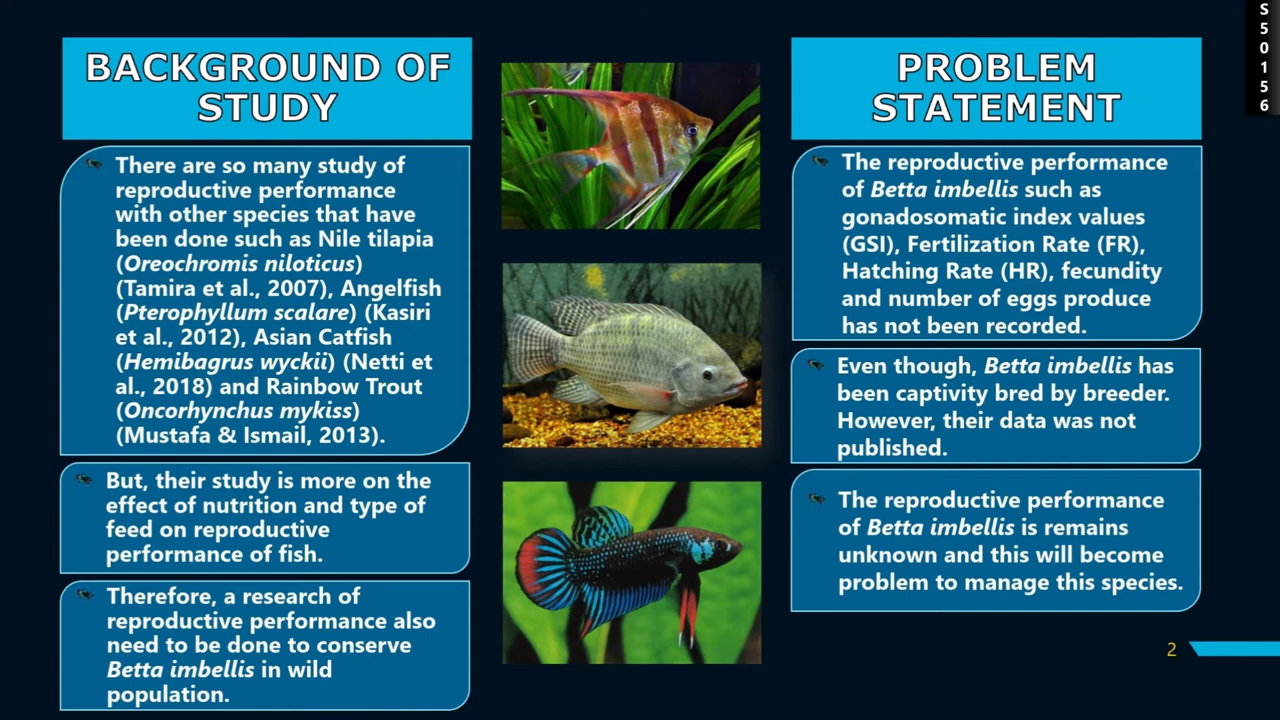 BACKGROUND OF
STUDY
There are so many study of
reproductive performance
with other species that have
been done such as Nile tilapia
(Oreochromis niloticus)
(Tamira et al., 2007), Angelfish
(Pterophyllum scalare) (Kasiri
et al., 2012), Asian Catfish
(Hemibagrus wyckii) (Netti et
al., 2018) and Rainbow Trout
(Oncorhynchus mykiss)
(Mustafa & Ismail, 2013).
But, their study is more on the
effect of nutrition and type of
feed on reproductive
performance of fish.
Therefore, a research of
reproductive performance also
need to be done to conserve
Betta imbellis in wild
population.
PROBLEM
STATEMENT
The reproductive performance
of Betta imbellis such as
gonadosomatic index values
(GSI), Fertilization Rate (FR),
Hatching Rate (HR), fecundity
and number of eggs produce
has not been recorded.
Even though, Betta imbellis has
been captivity bred by breeder.
However, their data was not
published.
The reproductive performance
of Betta imbellis is remains
unknown and this will become
problem to manage this species.
2
S50156